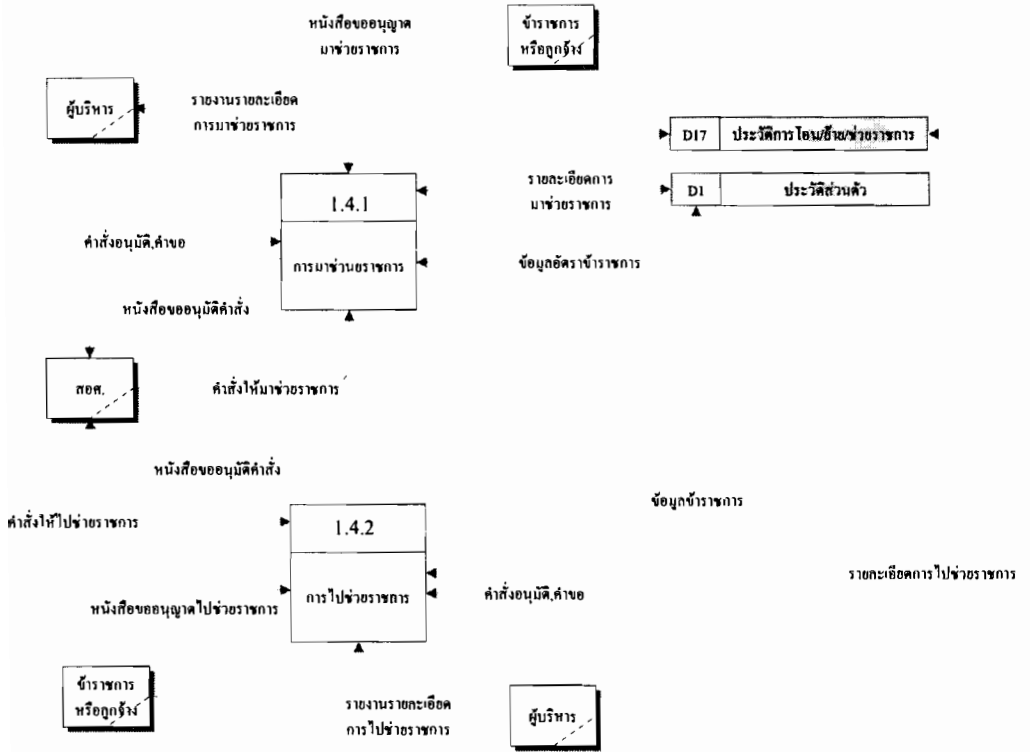 หนังสือขออนุญาต
มาช่วยราชการ
ข้าราชการ
หรือลูกจ้าง
ผู้บริหาร
รายงานรายละเอียด
การมาช่วยราชการ
D17 ประวัติการโอน/ย้าย/ช่วยราชการ
1.4.1
รายละเอียดการ
มาช่วยราชการ
D1 ประวัติส่วนตัว
คำสั่งอนุมัติ,คำขอ
การมาช่านยราชการ
ข้อมูลอัตราข้าราชการ
หนังสือขออนุมัติคำสั่ง
สอศ.
คำสั่งให้มาช่วยราชการ
หนังสือขออนุมัติคำสั่ง
ข้อมูลข้าราชการ
คำสั่งให้ไปช่วยราชการ
1.4.2
รายละเอียดการไปช่วยราชการ
หนังสือขออนุญาตไปช่วยราชการ
การไปช่วยราชการ
คำสั่งอนุมัติ,คำขอ
ข้าราชการ
หรือลูกจ้าง
รายงานรายละเอียด
การไปช่วยราชการ
ผู้บริหาร